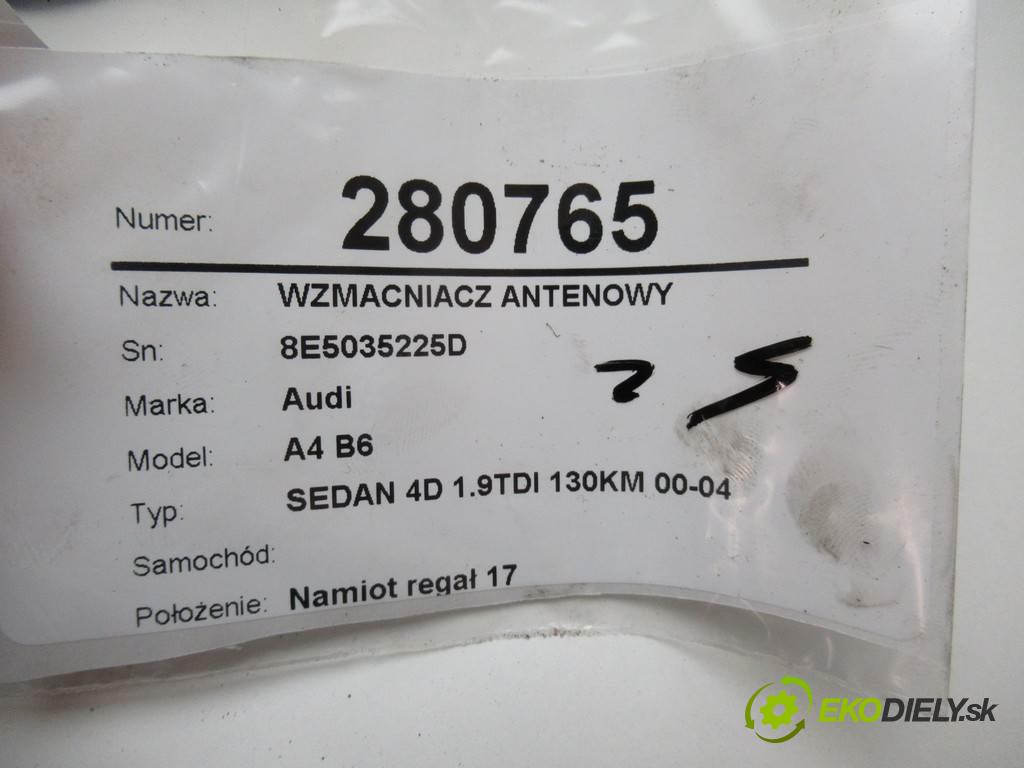 Numer: 280765
Nazwa: WZMACNIACZ ANTENOWY
Sn: 8E5035225D
Marka: Audi
Model: A4 B6
Typ: SEDAN 4D 1.9TDI 130KM 00-04
Samochód:
Położenie: Namiot regał 17
EKODIELY.sk